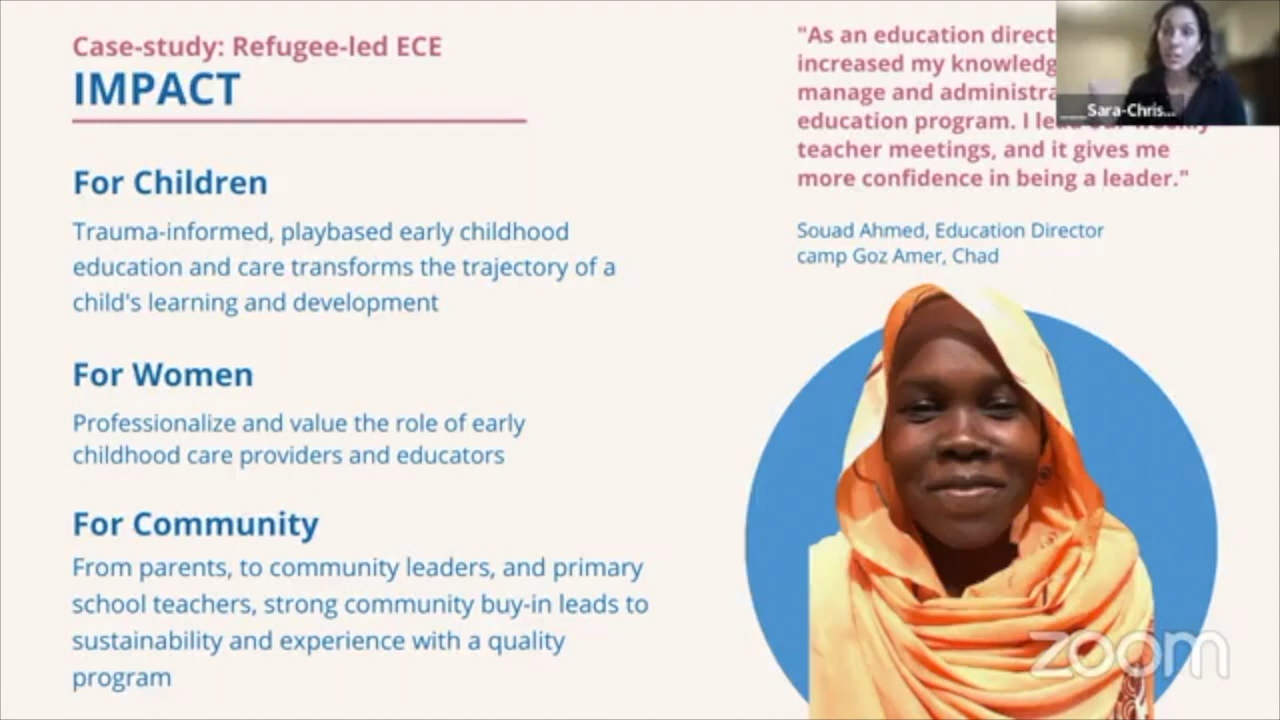 Case-study: Refugee-led ECE
IMPACT
For Children
Trauma-informed, playbased early childhood
education and care transforms the trajectory of a
child's learning and development
For Women
Professionalize and value the role of early
childhood care providers and educators
For Community
From parents, to community leaders, and primary
school teachers, strong community buy-in leads to
sustainability and experience with a quality
program
"As an education direct
increased my knowledg
manage and administra
education program. I lead our weekly
teacher meetings, and it gives me
more confidence in being a leader."
Souad Ahmed, Education Director
camp Goz Amer, Chad
Sara-Chris...
zoom